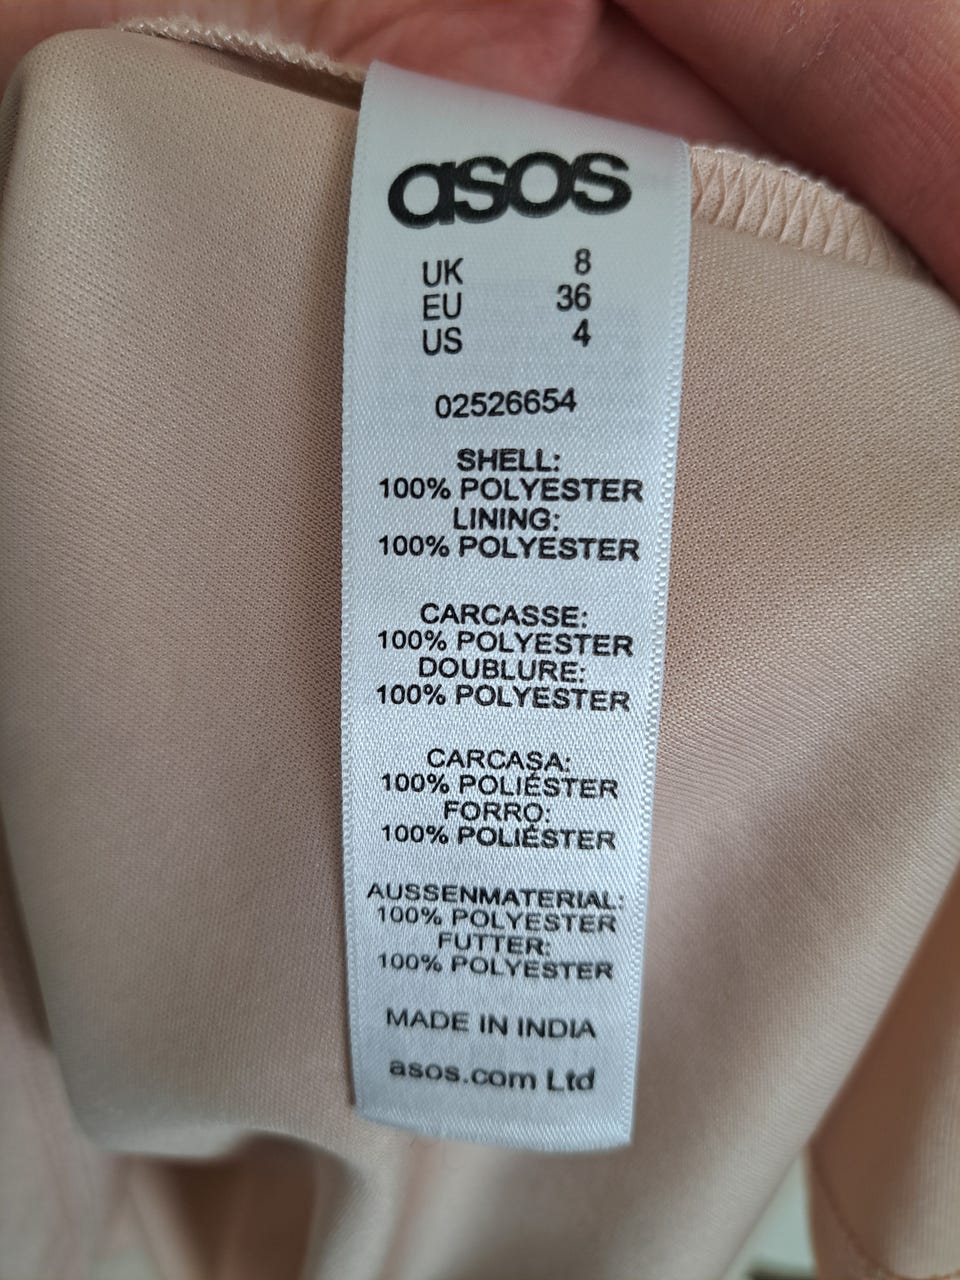 asos
UK 8
EU 36
US 4
02526654
SHELL:
100% POLYESTER
LINING:
100% POLYESTER
CARCASSE:
100% POLYESTER
DOUBLURE:
100% POLYESTER
CARCASA:
100% POLIÉSTER
FORRO:
100% POLIÉSTER
AUSSENMATERIAL:
100% POLYESTER
FUTTER:
100% POLYESTER
MADE IN INDIA
asos.com Ltd